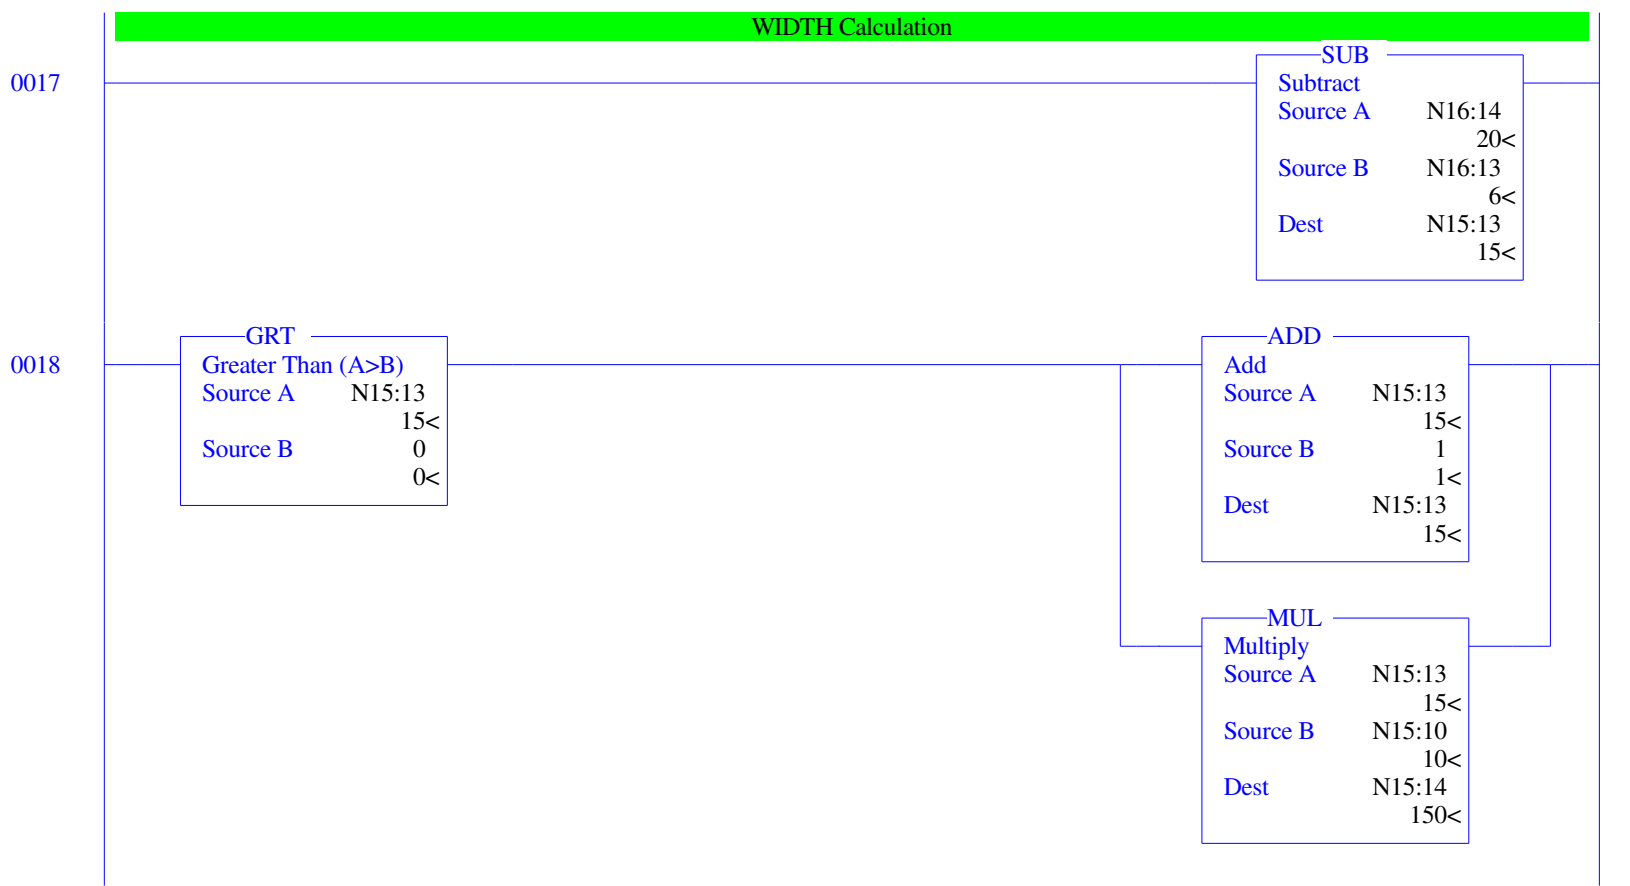 WIDTH Calculation
SUB
0017
Subtract
Source A N16:14
20<
Source B N16:13
6<
Dest N15:13
15<
GRT
ADD
0018
Greater Than (A>B)
Add
Source A N15:13
Source A N15:13
15<
15<
Source B 0
Source B 1
0<
1<
Dest N15:13
15<
MUL
Multiply
Source A N15:13
15<
Source B N15:10
10<
Dest N15:14
150<